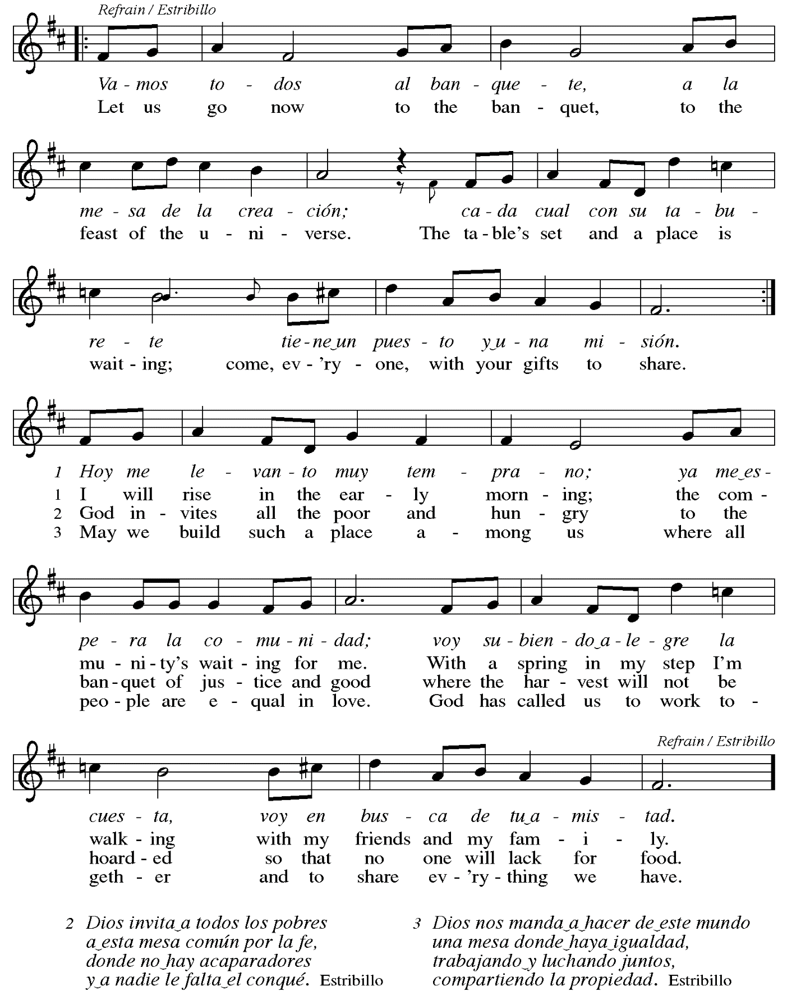 Refrain / Estribillo
Va - mos to - dos al ban - que - te, a la
Let us go now to the ban - quet, to the
me - sa de la crea - ción; ca - da cual con su ta - bu -
feast of the u - ni - verse. The ta - ble's set and a place is
re - te tie - ne‿un pues - to y‿u - na mi - sión.
wait - ing; come, ev - 'ry - one, with your gifts to share.
1 Hoy me le - van - to muy tem - pra - no; ya me‿es -
1 I will rise in the ear - ly morn - ing; the com -
2 God in - vites all the poor and hun - gry to the
3 May we build such a place a - mong us where all
pe - ra la co - mu - ni - dad; voy su - bien - do‿a - le - gre la
mu - ni - ty's wait - ing for me. With a spring in my step I'm
ban - quet of jus - tice and good where the har - vest will not be
peo - ple are e - qual in love. God has called us to work to -
Refrain / Estribillo
cues - ta, voy en bus - ca de tu‿a - mis - tad.
walk - ing with my friends and my fam - i - ly.
hoard - ed so that no one will lack for food.
geth - er and to share ev - 'ry - thing we have.
2 Dios invita‿a todos los pobres
a‿esta mesa común por la fe,
donde no‿hay acaparadores
y‿a nadie le falta‿el conqué. Estribillo
3 Dios nos manda‿a‿hacer de‿este mundo
una mesa donde‿haya‿igualdad,
trabajando‿y luchando juntos,
compartiendo la propiedad. Estribillo